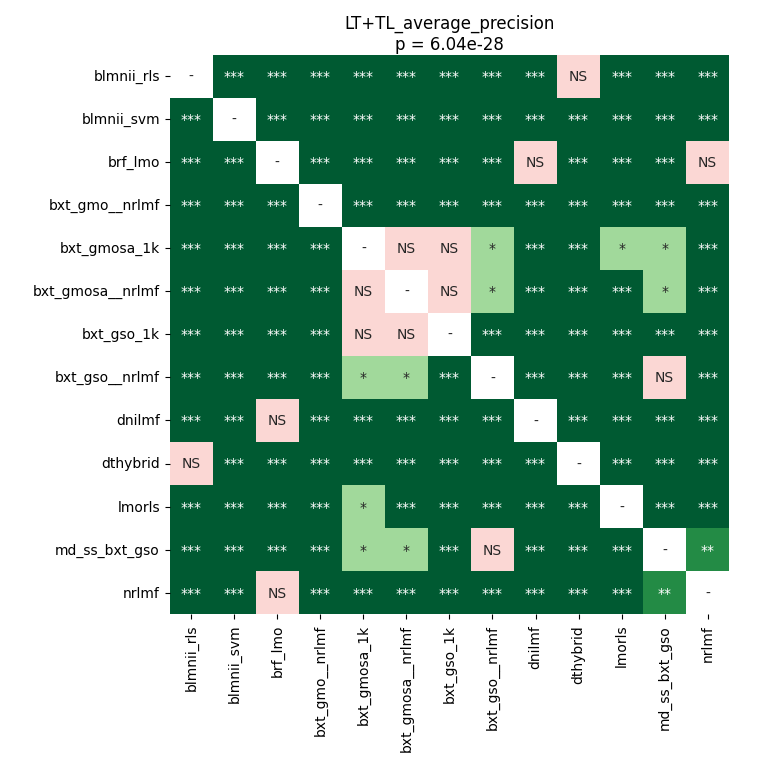 LT+TL_average_precision
p = 6.04e-28
blmnii_rls - *** *** *** *** *** *** *** *** NS *** *** ***
blmnii_svm *** - *** *** *** *** *** *** *** *** *** *** ***
brf_lmo *** *** - *** *** *** *** *** NS *** *** *** NS
bxt_gmo__nrlmf *** *** *** - *** *** *** *** *** *** *** *** ***
bxt_gmosa_1k *** *** *** *** - NS NS * *** *** * * ***
bxt_gmosa__nrlmf *** *** *** *** NS - NS * *** *** *** * ***
bxt_gso_1k *** *** *** *** NS NS - *** *** *** *** *** ***
bxt_gso__nrlmf *** *** *** *** * * *** - *** *** *** NS ***
dnilmf *** *** NS *** *** *** *** *** - *** *** *** ***
dthybrid NS *** *** *** *** *** *** *** *** - *** *** ***
lmorls *** *** *** *** * *** *** *** *** *** - *** ***
md_ss_bxt_gso *** *** *** *** * * *** NS *** *** *** - **
nrlmf *** *** NS *** *** *** *** *** *** *** *** ** -
blmnii_rls
blmnii_svm
brf_lmo
bxt_gmo__nrlmf
bxt_gmosa_1k
bxt_gmosa__nrlmf
bxt_gso_1k
bxt_gso__nrlmf
dnilmf
dthybrid
lmorls
md_ss_bxt_gso
nrlmf